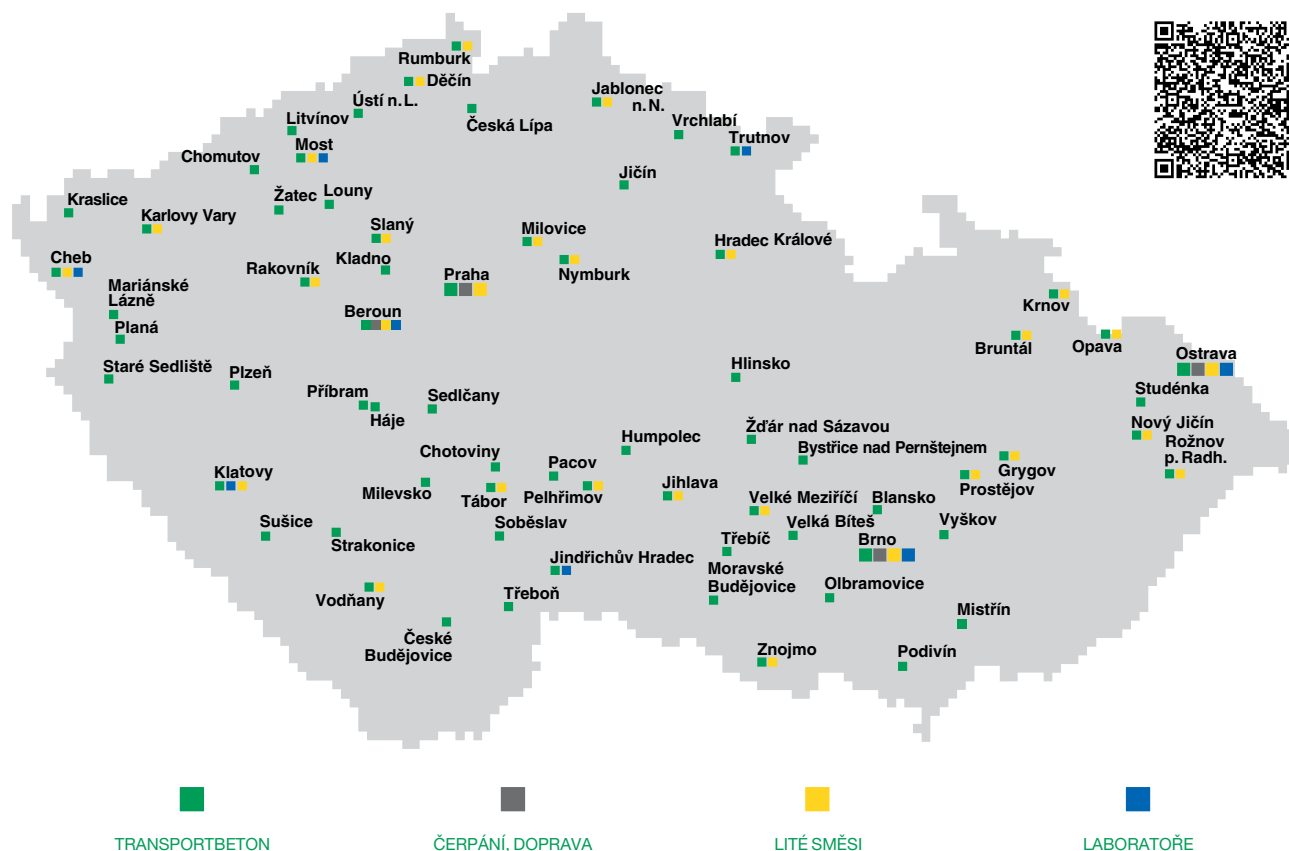 Rumburk
Děčín
Ústí n.L.
Česká Lípa
Jablonec
n.N.
Litvínov
Most
Vrchlabí
Trutnov
Chomutov
Jičín
Kraslice
Žatec
Louny
Karlovy Vary
Slaný
Milovice
Hradec Králové
Cheb
Rakovník
Kladno
Praha
Nymburk
Mariánské
Lázně
Krnov
Beroun
Planá
Bruntál
Opava
Ostrava
Staré Sedliště
Plzeň
Hlinsko
Studénka
Příbram
Háje
Sedlčany
Nový Jičín
Rožnov
p. Radh.
Humpolec
Žďár nad Sázavou
Bystřice nad Pernštejnem
Chotoviny
Klatovy
Pacov
Grygov
Milevsko
Tábor
Pelhřimov
Jihlava
Prostějov
Velké Meziříčí
Blansko
Sušice
Strakonice
Soběslav
Velká Bíteš
Vyškov
Třebíč
Brno
Jindřichův Hradec
Moravské
Budějovice
Vodňany
Třeboň
Olbramovice
Mistřín
České
Budějovice
Znojmo
Podivín
TRANSPORTBETON
ČERPÁNÍ, DOPRAVA
LITÉ SMĚSI
LABORATOŘE